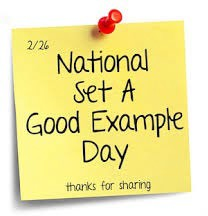 2/26
National
Set A
Good Example
Day
thanks for sharing